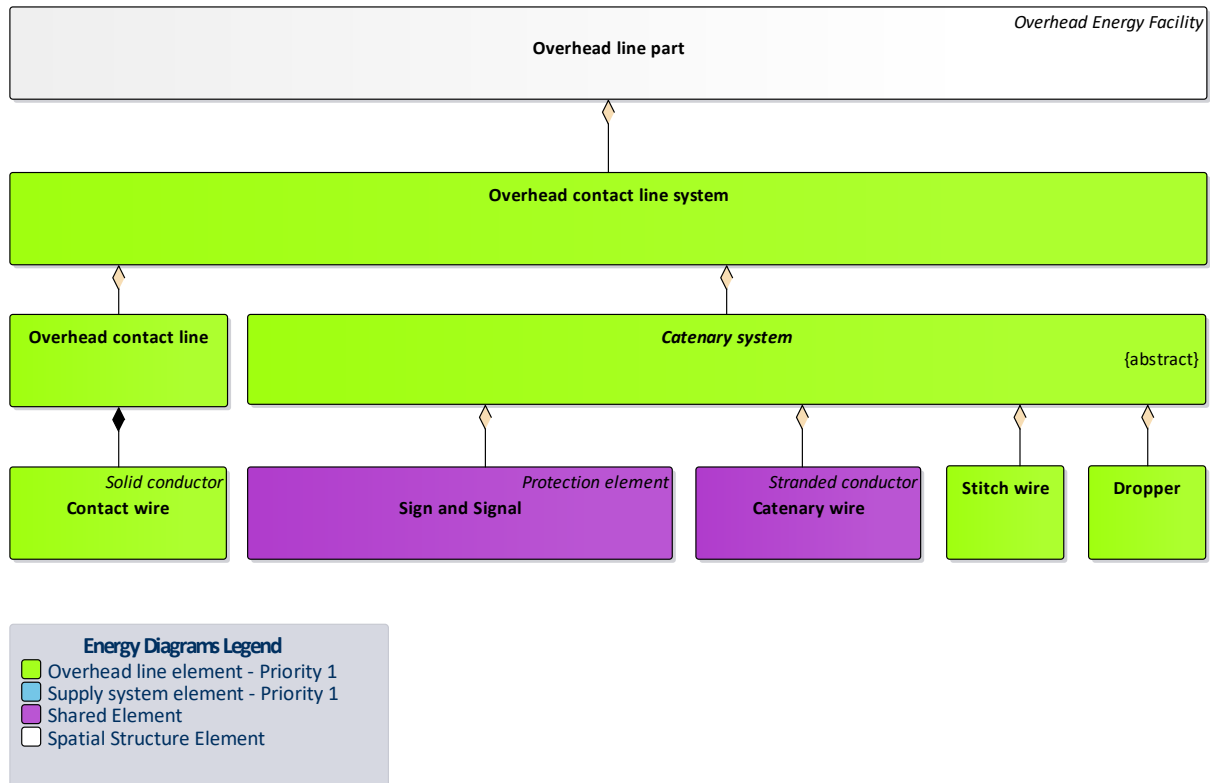 Overhead Energy Facility
Overhead line part
Overhead contact line system
Overhead contact line
Catenary system
{abstract}
Solid conductor
Contact wire
Protection element
Sign and Signal
Stranded conductor
Catenary wire
Stitch wire
Dropper
Energy Diagrams Legend
Overhead line element - Priority 1
Supply system element - Priority 1
Shared Element
Spatial Structure Element